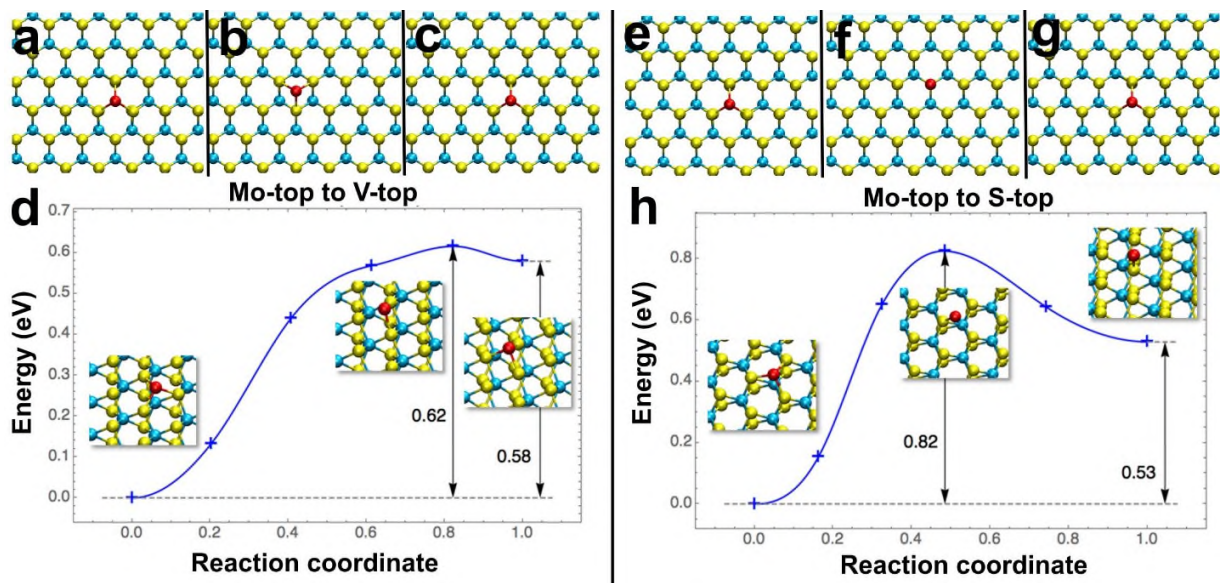 a
b
c
Mo-top to V-top
d
Energy (eV)
0.7
0.6
0.5
0.4
0.3
0.2
0.1
0.0
0.62
0.58
0.0 0.2 0.4 0.6 0.8 1.0
Reaction coordinate
e
f
g
Mo-top to S-top
h
Energy (eV)
0.8
0.6
0.4
0.2
0.0
0.82
0.53
0.0 0.2 0.4 0.6 0.8 1.0
Reaction coordinate